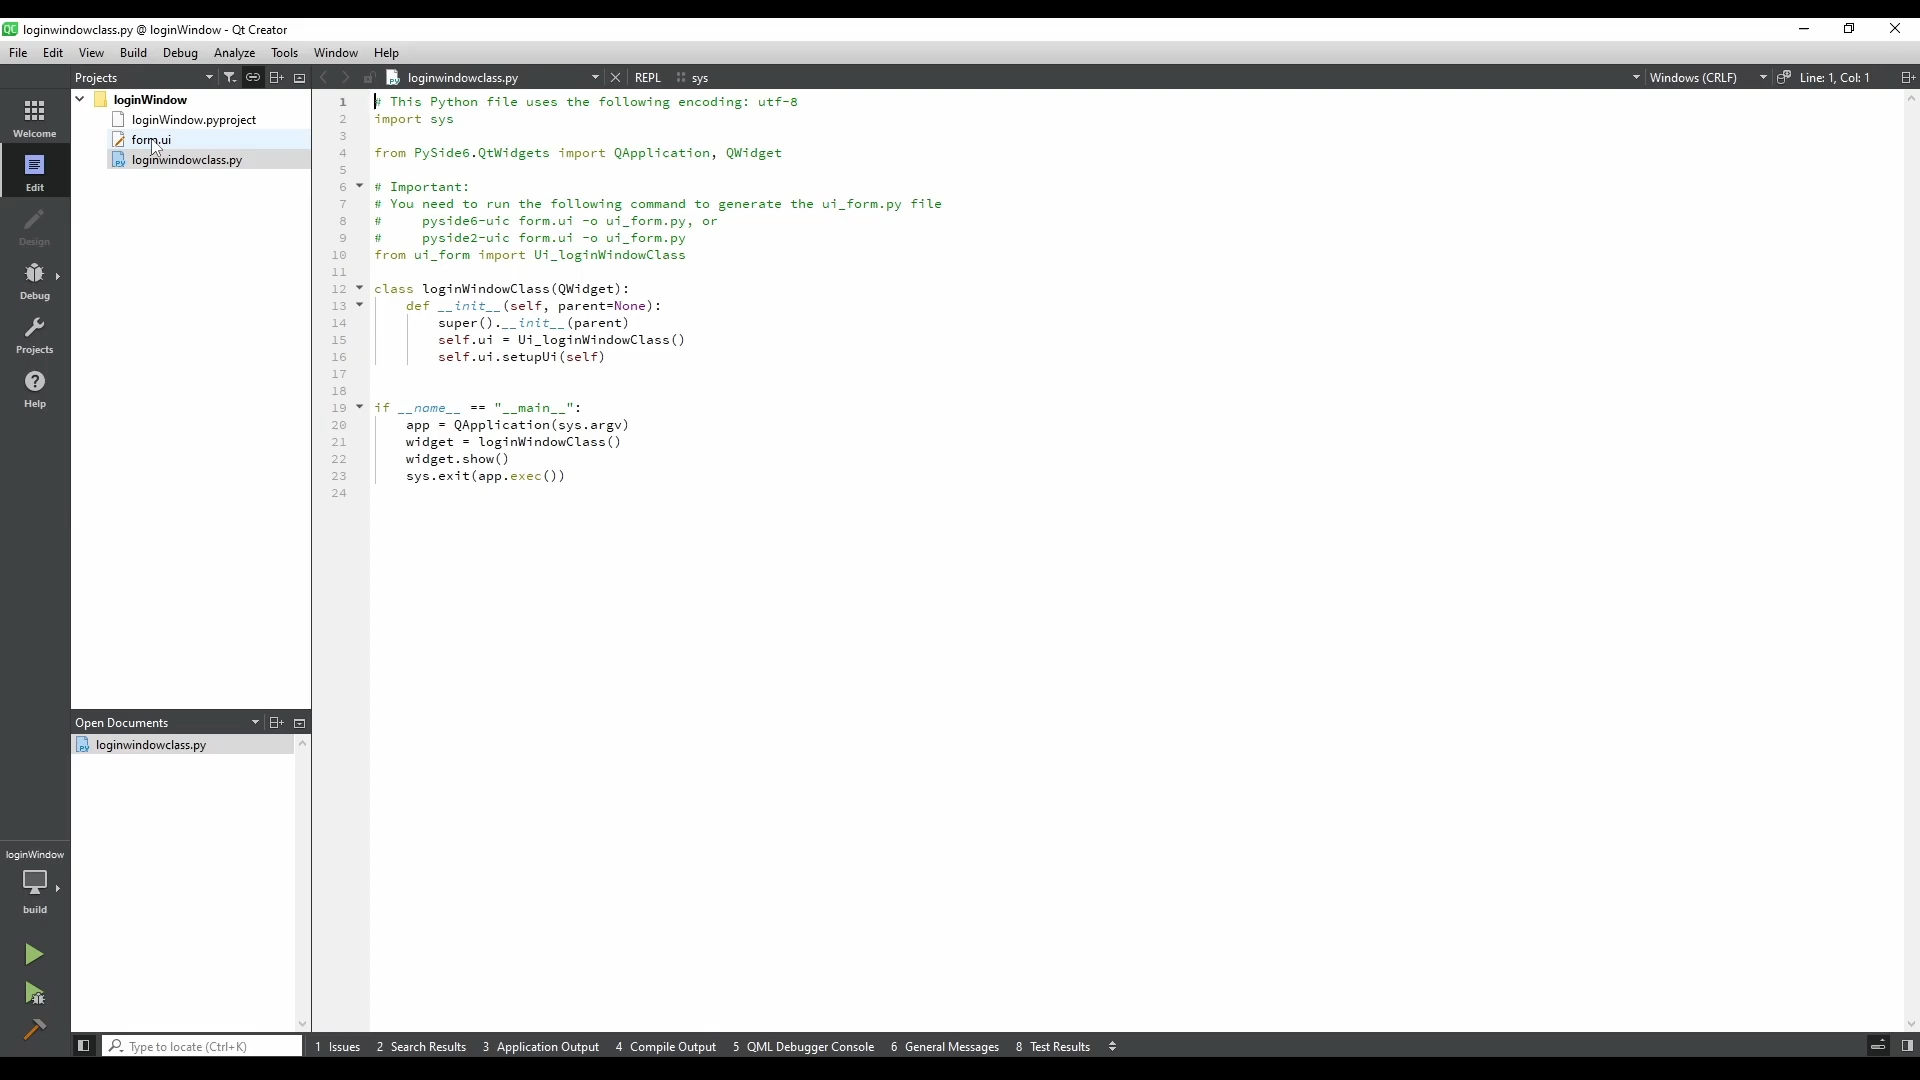 QC loginwindowclass.py @ loginWindow - Qt Creator
File Edit View Build Debug Analyze Tools Window Help
Projects loginwindowclass.py REPL sys Windows (CRLF) Line: 1, Col: 1
Welcome
Edit
Design
Debug
Projects
Help
loginWindow
loginWindow.pyproject
form.ui
loginwindowclass.py
1 # This Python file uses the following encoding: utf-8
2 import sys
3
4 from PySide6.QtWidgets import QApplication, QWidget
5
6 # Important:
7 # You need to run the following command to generate the ui_form.py file
8 #     pyside6-uic form.ui -o ui_form.py, or
9 #     pyside2-uic form.ui -o ui_form.py
10 from ui_form import Ui_loginWindowClass
11
12 class loginWindowClass(QWidget):
13     def __init__(self, parent=None):
14         super().__init__(parent)
15         self.ui = Ui_loginWindowClass()
16         self.ui.setupUi(self)
17
18
19 if __name__ == "__main__":
20     app = QApplication(sys.argv)
21     widget = loginWindowClass()
22     widget.show()
23     sys.exit(app.exec())
24
Open Documents
loginwindowclass.py
loginWindow
build
Type to locate (Ctrl+K) 1 Issues 2 Search Results 3 Application Output 4 Compile Output 5 QML Debugger Console 6 General Messages 8 Test Results